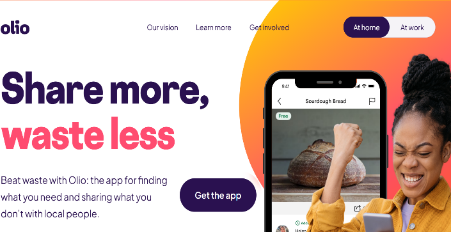 olio
Our vision Learn more Get involved At home At work
Share more,
waste less
Beat waste with Olio: the app for finding
what you need and sharing what you
don't with local people.
Get the app
9:41
Sourdough Bread
Free